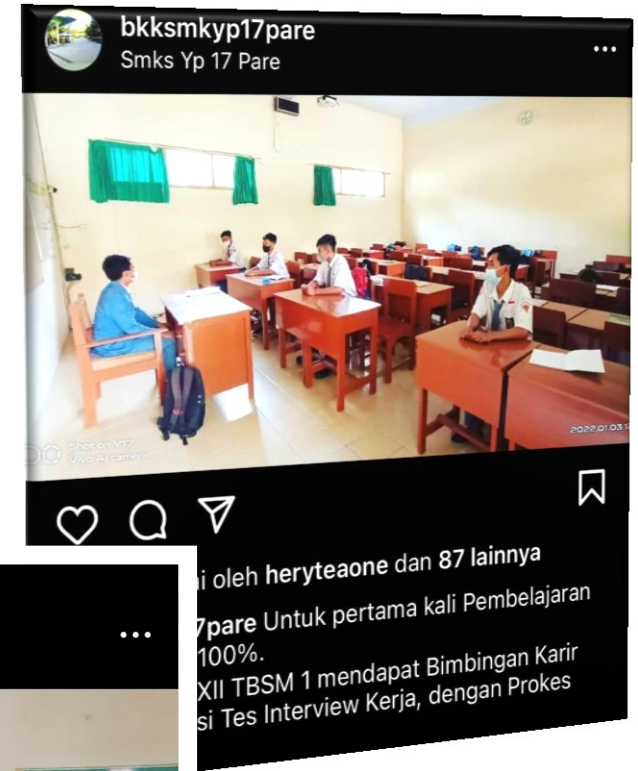 bkksmkyp17pare
Smks Yp 17 Pare
Shot on Y17
Vivo AI camera
2022.01.03
oleh heryteaone dan 87 lainnya
7pare Untuk pertama kali Pembelajaran
100%.
XII TBSM 1 mendapat Bimbingan Karir
si Tes Interview Kerja, dengan Prokes